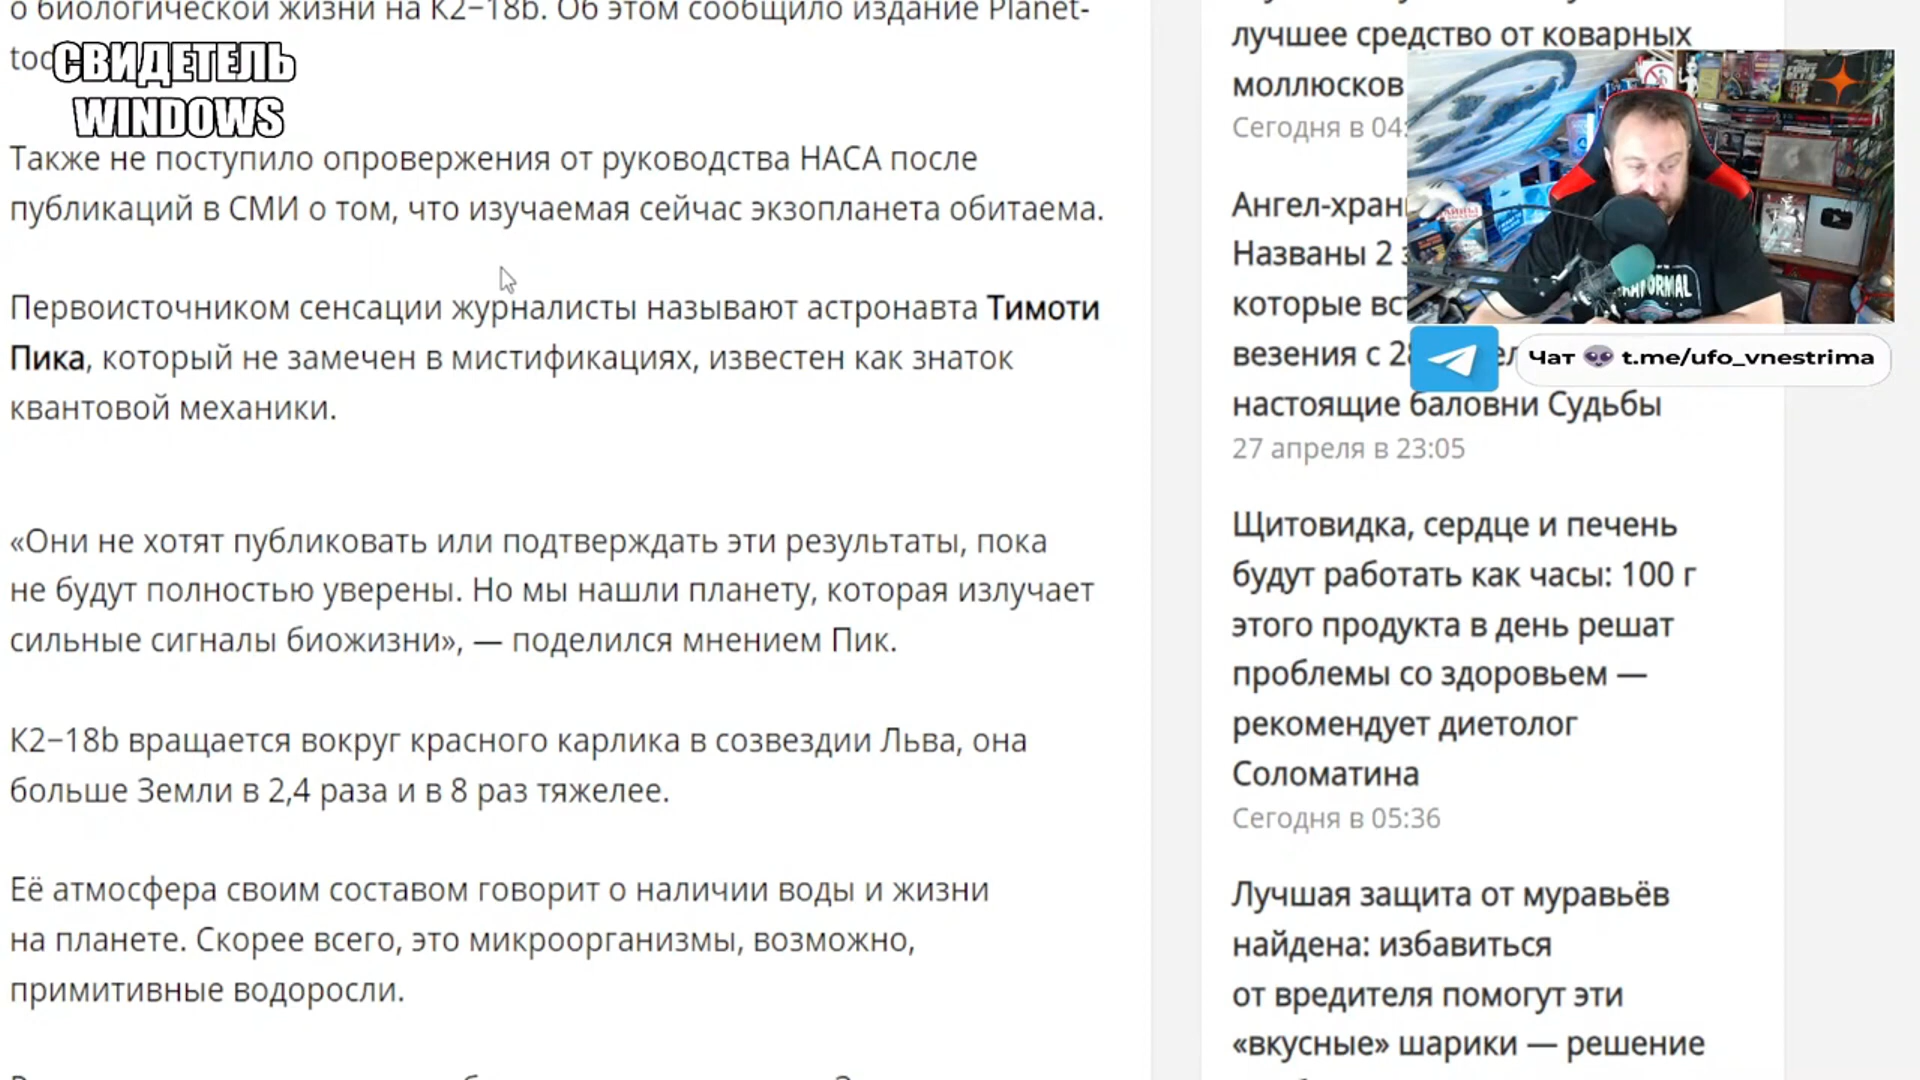 о биологической жизни на K2−18b. Об этом сообщило издание Planet-
СВИДЕТЕЛЬ
WINDOWS
Также не поступило опровержения от руководства НАСА после
публикаций в СМИ о том, что изучаемая сейчас экзопланета обитаема.
Первоисточником сенсации журналисты называют астронавта Тимоти
Пика, который не замечен в мистификациях, известен как знаток
квантовой механики.
«Они не хотят публиковать или подтверждать эти результаты, пока
не будут полностью уверены. Но мы нашли планету, которая излучает
сильные сигналы биожизни», — поделился мнением Пик.
K2−18b вращается вокруг красного карлика в созвездии Льва, она
больше Земли в 2,4 раза и в 8 раз тяжелее.
Её атмосфера своим составом говорит о наличии воды и жизни
на планете. Скорее всего, это микроорганизмы, возможно,
примитивные водоросли.
лучшее средство от коварных
моллюсков
Сегодня в 04:
Названы 2
которые
везения с
настоящие баловни Судьбы
27 апреля в 23:05
Чат t.me/ufo_vnestrima
Щитовидка, сердце и печень
будут работать как часы: 100 г
этого продукта в день решат
проблемы со здоровьем —
рекомендует диетолог
Соломатина
Сегодня в 05:36
Лучшая защита от муравьёв
найдена: избавиться
от вредителя помогут эти
«вкусные» шарики — решение